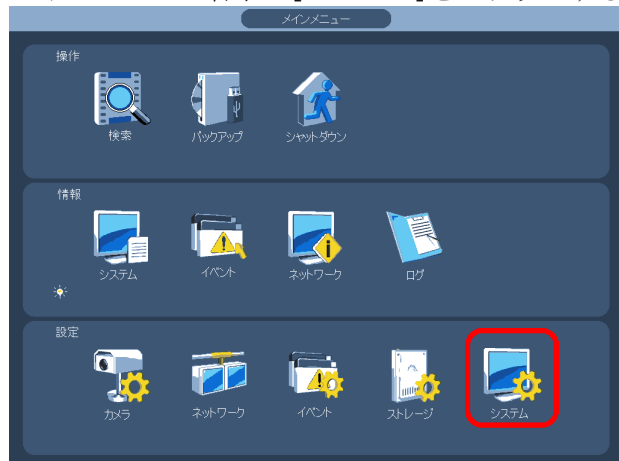 メインメニュー
操作
検索
バックアップ
シャットダウン
情報
システム
イベント
ネットワーク
ログ
設定
カメラ
ネットワーク
イベント
ストレージ
システム